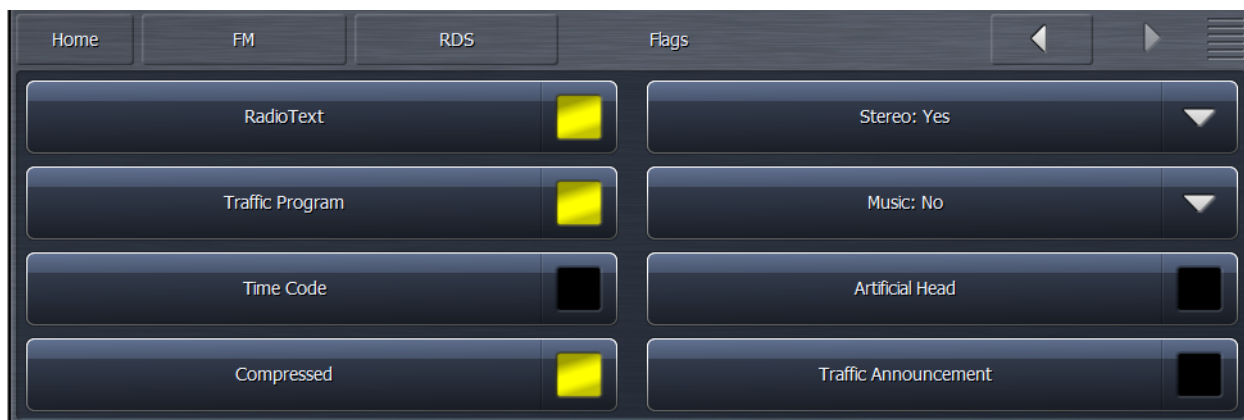 Home FM RDS Flags
RadioText Stereo: Yes
Traffic Program Music: No
Time Code Artificial Head
Compressed Traffic Announcement